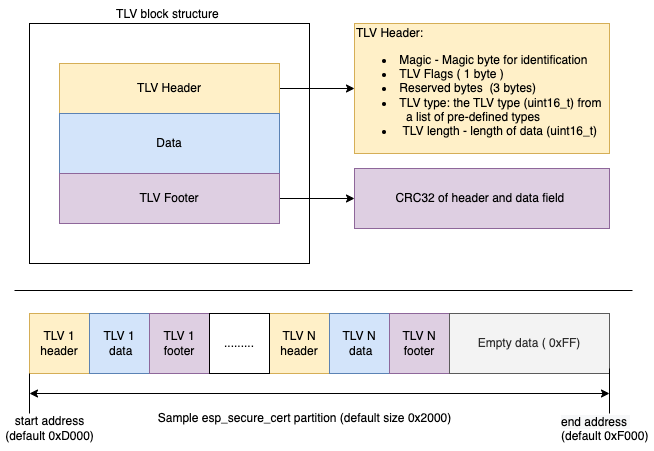 TLV block structure
TLV Header
Data
TLV Footer
TLV Header:
• Magic - Magic byte for identification
• TLV Flags ( 1 byte )
• Reserved bytes (3 bytes)
• TLV type: the TLV type (uint16_t) from
a list of pre-defined types
• TLV length - length of data (uint16_t)
CRC32 of header and data field
TLV 1
header
TLV 1
data
TLV 1
footer
.........
TLV N
header
TLV N
data
TLV N
footer
Empty data ( 0xFF)
start address
(default 0xD000)
Sample esp_secure_cert partition (default size 0x2000)
end address
(default 0xF000)